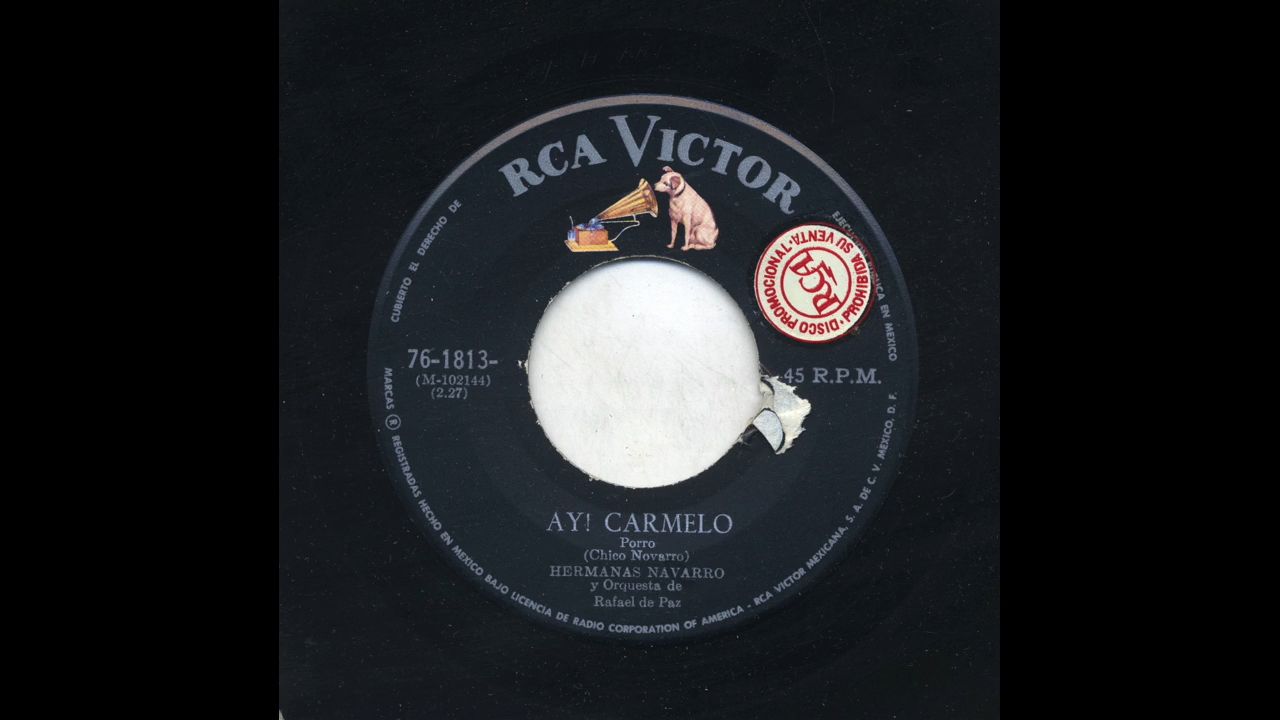 RCA VICTOR
CUBIERTO EL DERECHO DE
EN MEXICO
DISCO PROMOCIONAL · PROHIBIDA SU VENTA ·
RCA
76-1813-
(M-102144)
(2.27)
45 R.P.M.
AY! CARMELO
Porro
(Chico Novarro)
HERMANAS NAVARRO
y Orquesta de
Rafael de Paz
MARCAS ® REGISTRADAS HECHO EN MEXICO BAJO LICENCIA DE RADIO CORPORATION OF AMERICA - RCA VICTOR MEXICANA, S. A. DE C. V. MEXICO, D. F.